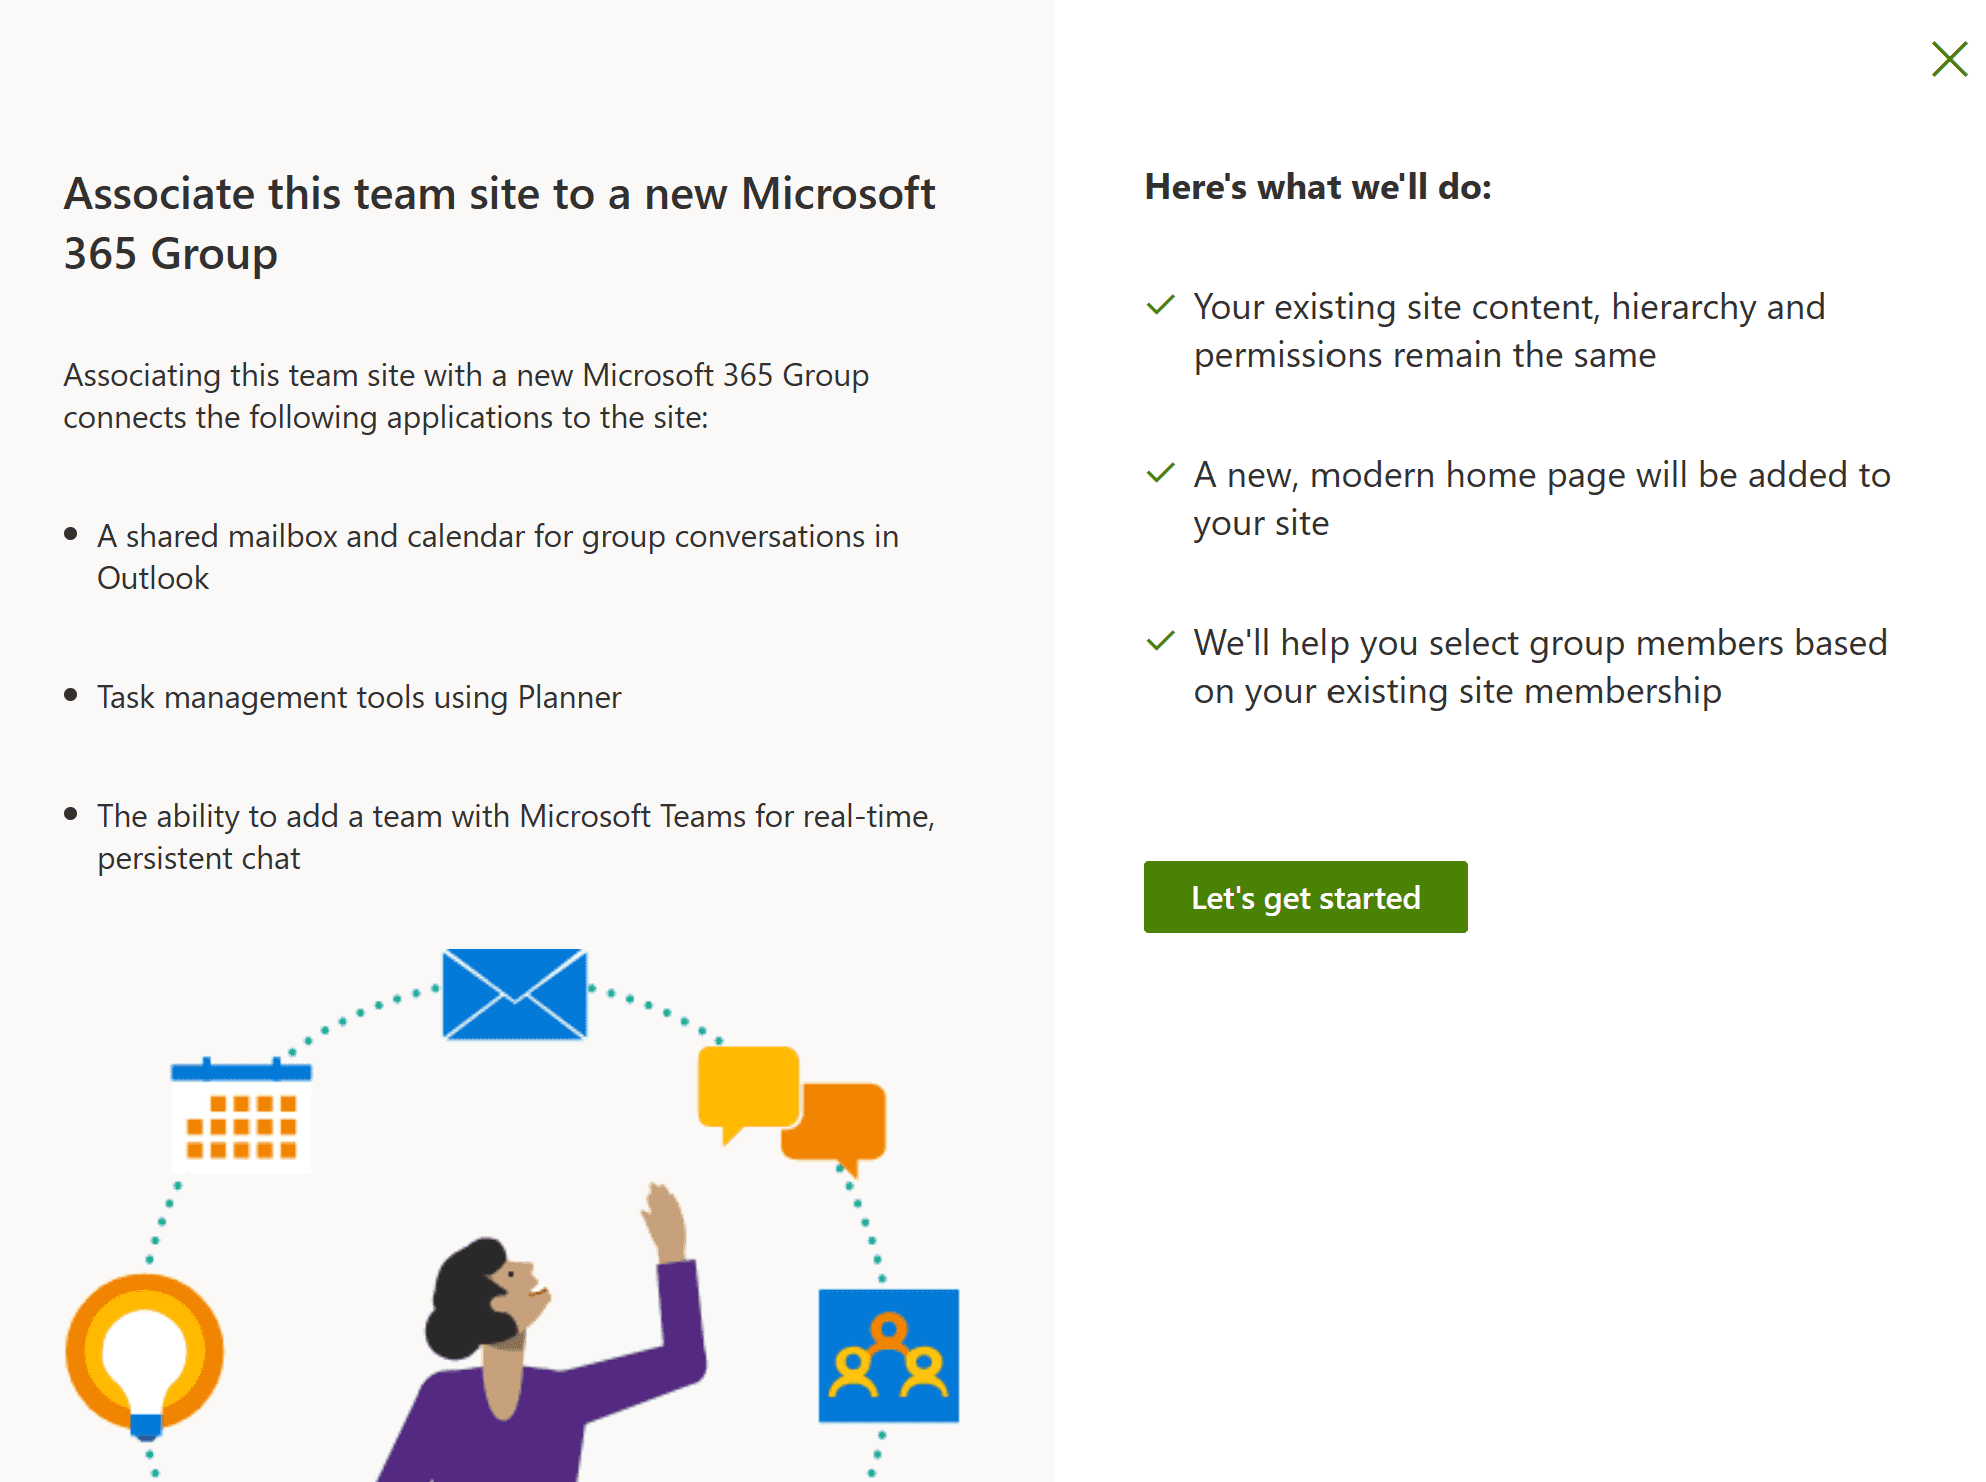 Associate this team site to a new Microsoft
365 Group
Associating this team site with a new Microsoft 365 Group
connects the following applications to the site:
A shared mailbox and calendar for group conversations in
Outlook
Task management tools using Planner
The ability to add a team with Microsoft Teams for real-time,
persistent chat
Here's what we'll do:
Your existing site content, hierarchy and
permissions remain the same
A new, modern home page will be added to
your site
We'll help you select group members based
on your existing site membership
Let's get started